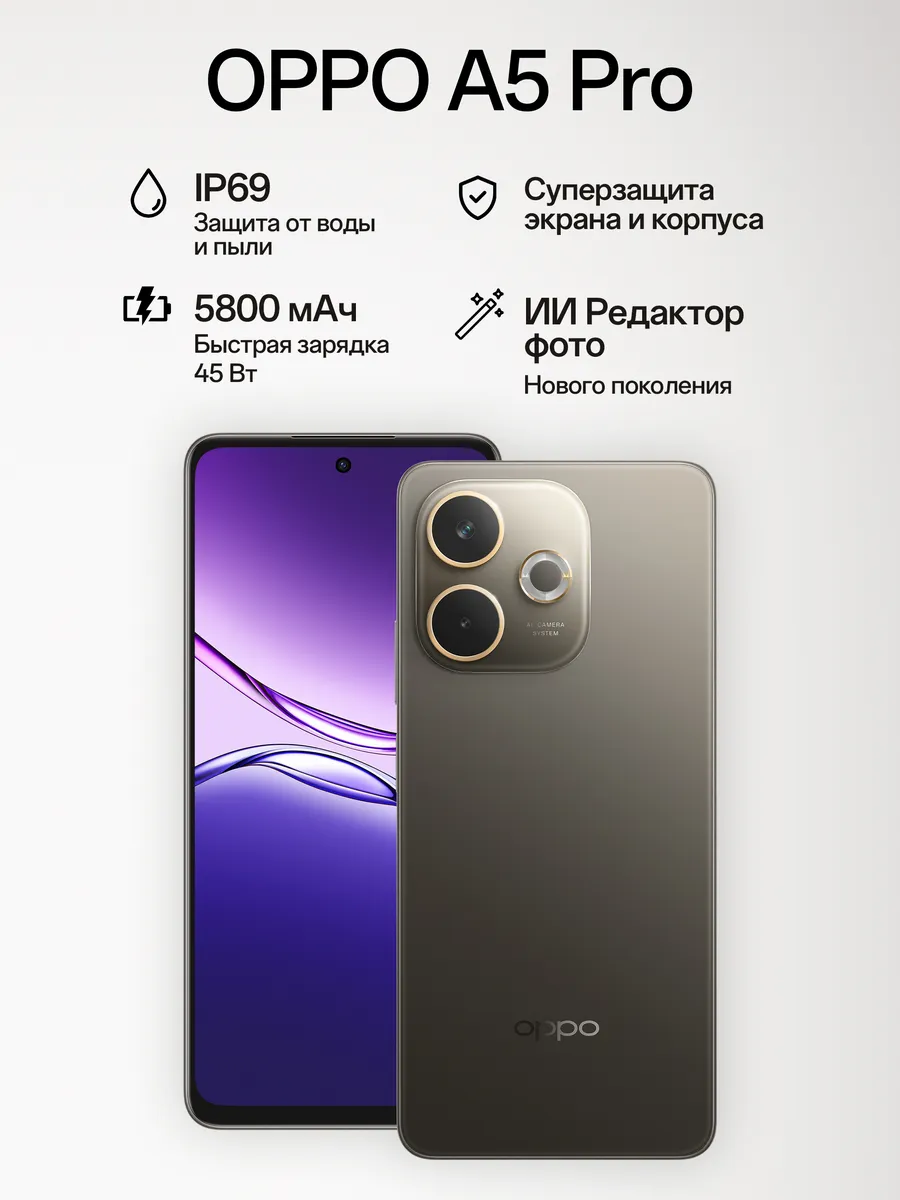 OPPO A5 Pro
IP69
Защита от воды
и пыли
Суперзащита
экрана и корпуса
5800 мАч
Быстрая зарядка
45 Вт
ИИ Редактор
фото
Нового поколения
AI CAMERA
SYSTEM
oppo